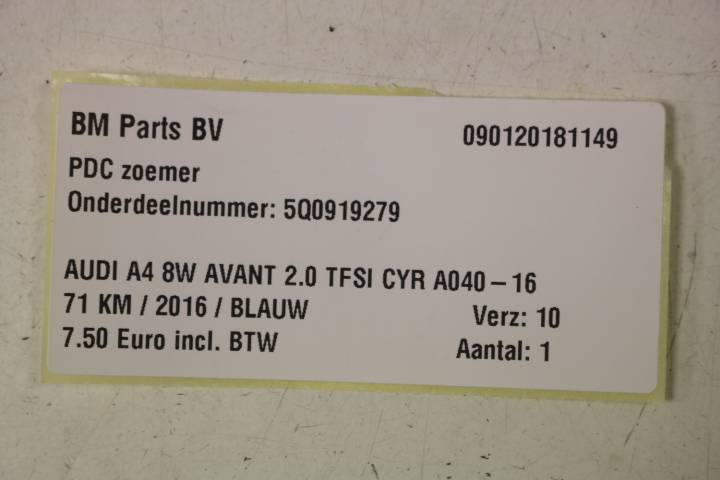 BM Parts BV 090120181149
PDC zoemer
Onderdeelnummer: 5Q0919279
AUDI A4 8W AVANT 2.0 TFSI CYR A040-16
71 KM / 2016 / BLAUW Verz: 10
7.50 Euro incl. BTW Aantal: 1